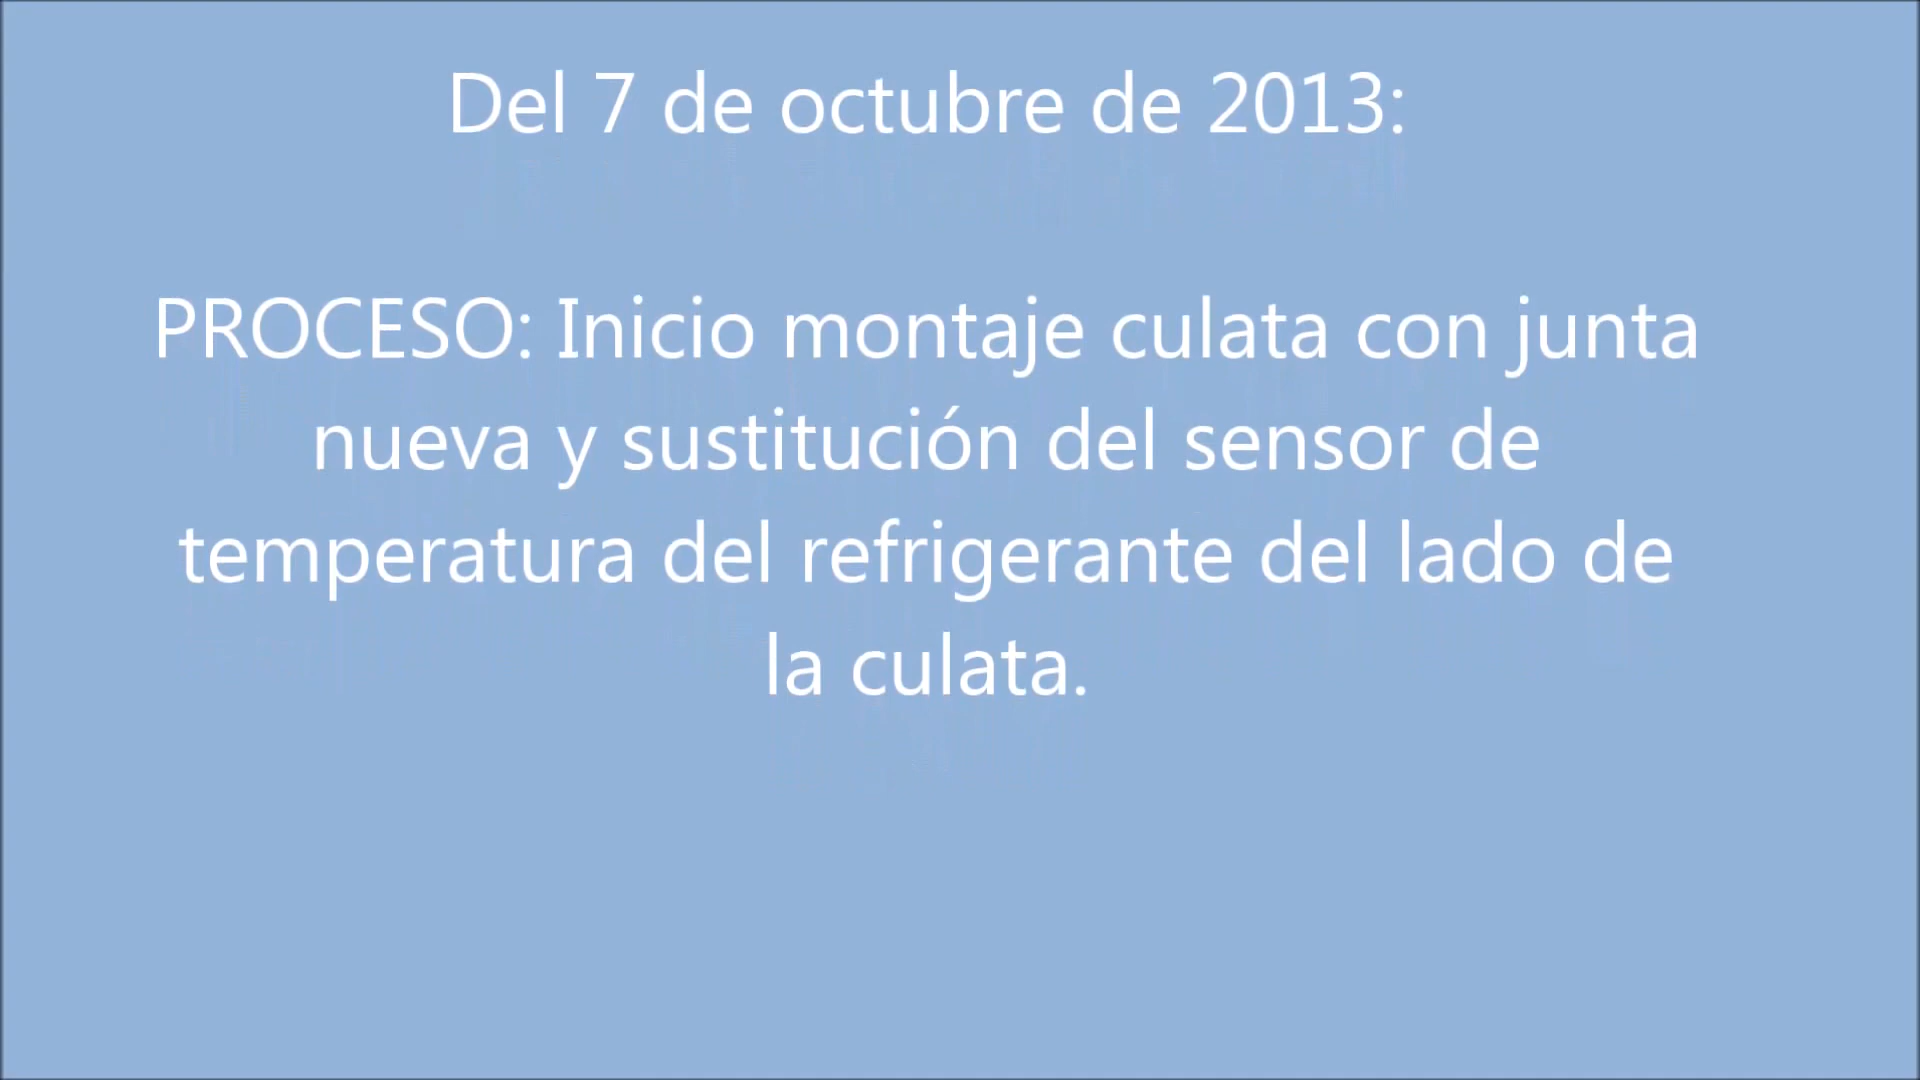 Del 7 de octubre de 2013:
PROCESO: Inicio montaje culata con junta
nueva y sustitución del sensor de
temperatura del refrigerante del lado de
la culata.